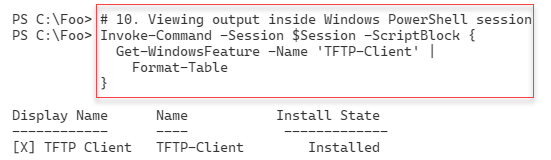 PS C:\Foo> # 10. Viewing output inside Windows PowerShell session
PS C:\Foo> Invoke-Command -Session $Session -ScriptBlock {
Get-WindowsFeature -Name 'TFTP-Client' |
Format-Table
}
Display Name Name Install State
------------ ---- -------------
[X] TFTP Client TFTP-Client Installed